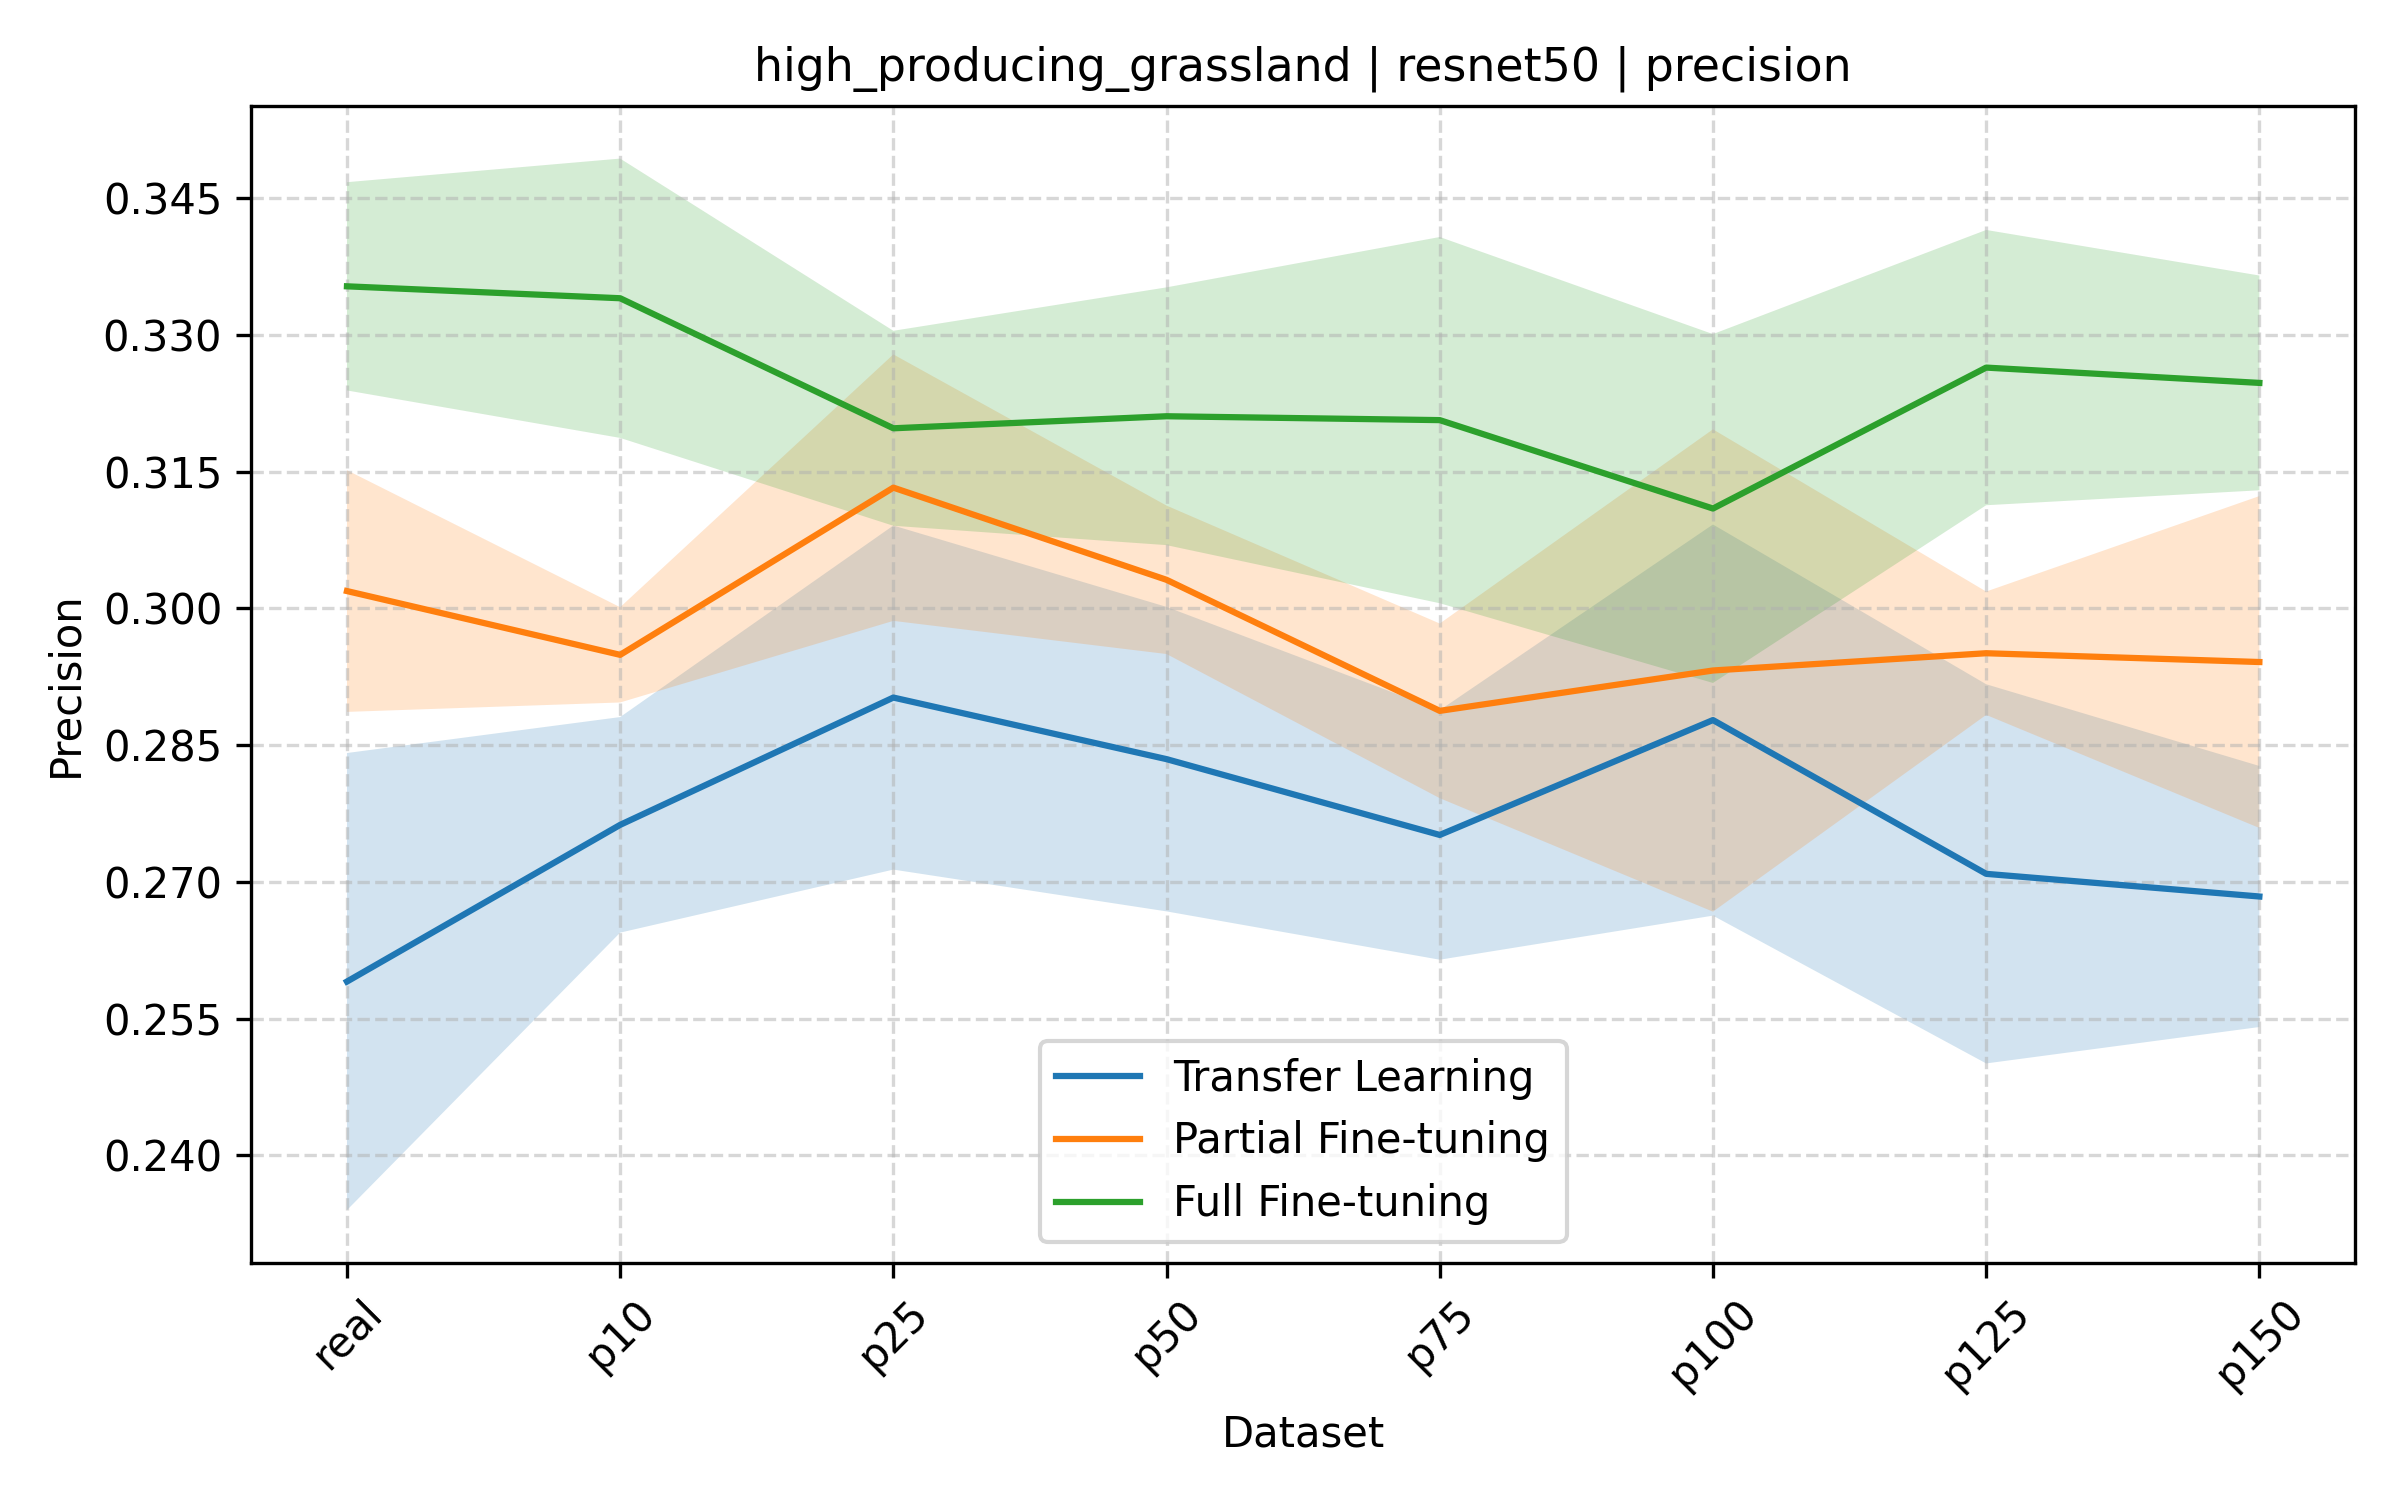 high_producing_grassland | resnet50 | precision
Precision
0.345
0.330
0.315
0.300
0.285
0.270
0.255
0.240
Transfer Learning
Partial Fine-tuning
Full Fine-tuning
real
p10
p25
p50
p75
p100
p125
p150
Dataset